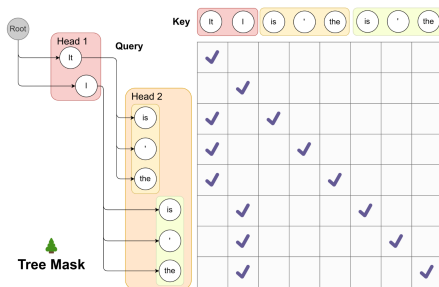 Root
Head 1
It
I
Query
Key
It I is ' the is ' the
Head 2
is
'
the
is
'
the
Tree Mask